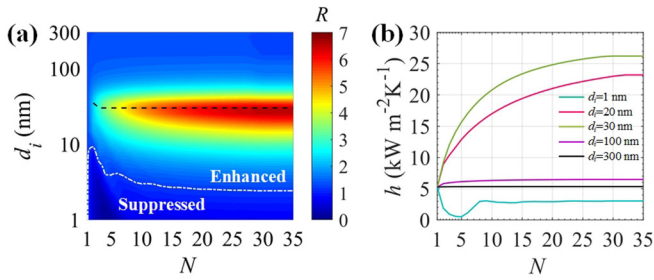 (a)
R
300
100
10
1
d_i (nm)
Enhanced
Suppressed
1 5 10 15 20 25 30 35
N
7
6
5
4
3
2
1
0
(b)
30
25
20
15
10
5
0
h (kW m⁻²K⁻¹)
d_i=1 nm
d_i=20 nm
d_i=30 nm
d_i=100 nm
d_i=300 nm
1 5 10 15 20 25 30 35
N